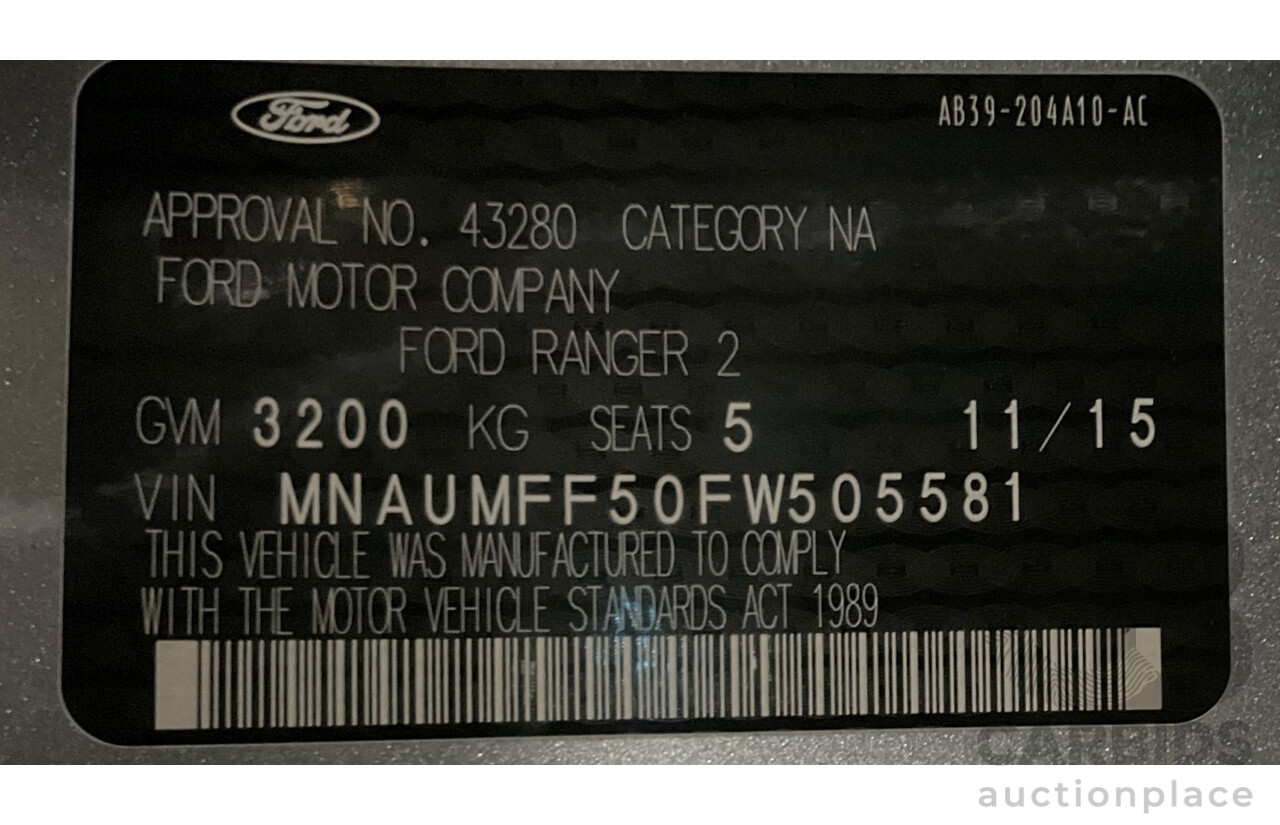 Ford
AB39-204A10-AC
APPROVAL NO. 43280 CATEGORY NA
FORD MOTOR COMPANY
FORD RANGER 2
GVM 3200 KG SEATS 5 11/15
VIN MNAUMFF50FW505581
THIS VEHICLE WAS MANUFACTURED TO COMPLY
WITH THE MOTOR VEHICLE STANDARDS ACT 1989
CARBIDS
auctionplace